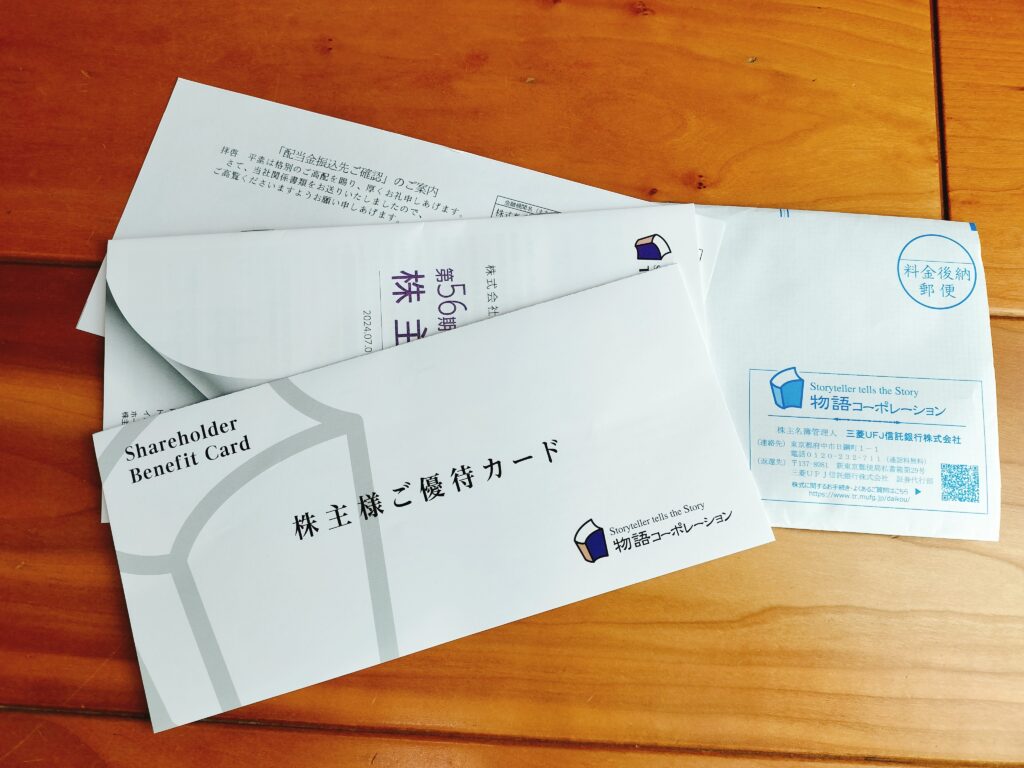 「配当金振込先ご確認」のご案内
拝啓 平素は格別のご高配を賜り、厚くお礼申しあげます。
さて、当社関係書類をお送りいたしましたので、
ご高覧くださいますようお願い申しあげます。
株式会社
第56期
株主
2024.07.0
料金後納
郵便
Storyteller tells the Story
物語コーポレーション
株主名簿管理人 三菱UFJ信託銀行株式会社
(連絡先) 東京都府中市日鋼町1-1
電話0120-232-711 (通話料無料)
(返還先) 〒137-8081 新東京郵便局私書箱第29号
三菱UFJ信託銀行株式会社 証券代行部
株式に関するお手続き・よくあるご質問はこちら ▶
https://www.tr.mufg.jp/daikou/
Shareholder
Benefit Card
株主様ご優待カード
Storyteller tells the Story
物語コーポレーション